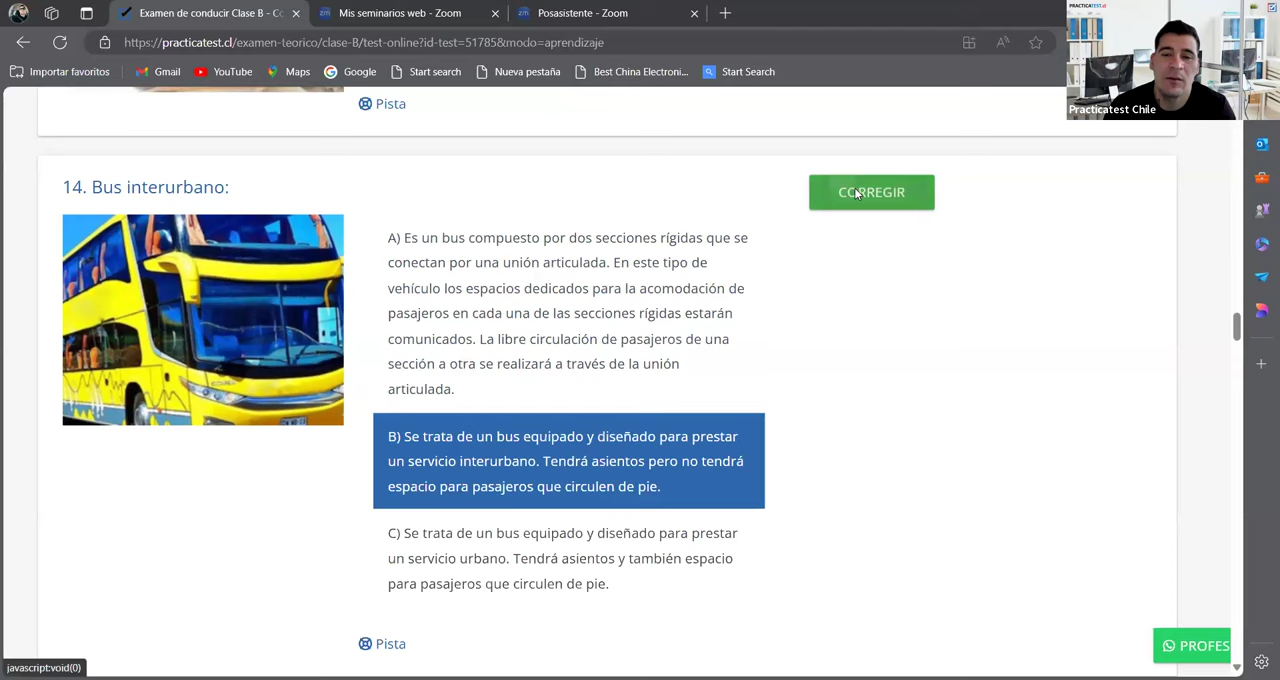 Examen de conducir Clase B - Co
Mis seminarios web - Zoom
Posasistente - Zoom
https://practicatest.cl/examen-teorico/clase-B/test-online?id-test=51785&modo=aprendizaje
Importar favoritos
Gmail
YouTube
Maps
Google
Start search
Nueva pestaña
Best China Electroni...
Start Search
PRACTICATEST.cl
Practicatest Chile
Pista
14. Bus interurbano:
CORREGIR
A) Es un bus compuesto por dos secciones rígidas que se
conectan por una unión articulada. En este tipo de
vehículo los espacios dedicados para la acomodación de
pasajeros en cada una de las secciones rígidas estarán
comunicados. La libre circulación de pasajeros de una
sección a otra se realizará a través de la unión
articulada.
B) Se trata de un bus equipado y diseñado para prestar
un servicio interurbano. Tendrá asientos pero no tendrá
espacio para pasajeros que circulen de pie.
C) Se trata de un bus equipado y diseñado para prestar
un servicio urbano. Tendrá asientos y también espacio
para pasajeros que circulen de pie.
Pista
PROFES
javascript:void(0)